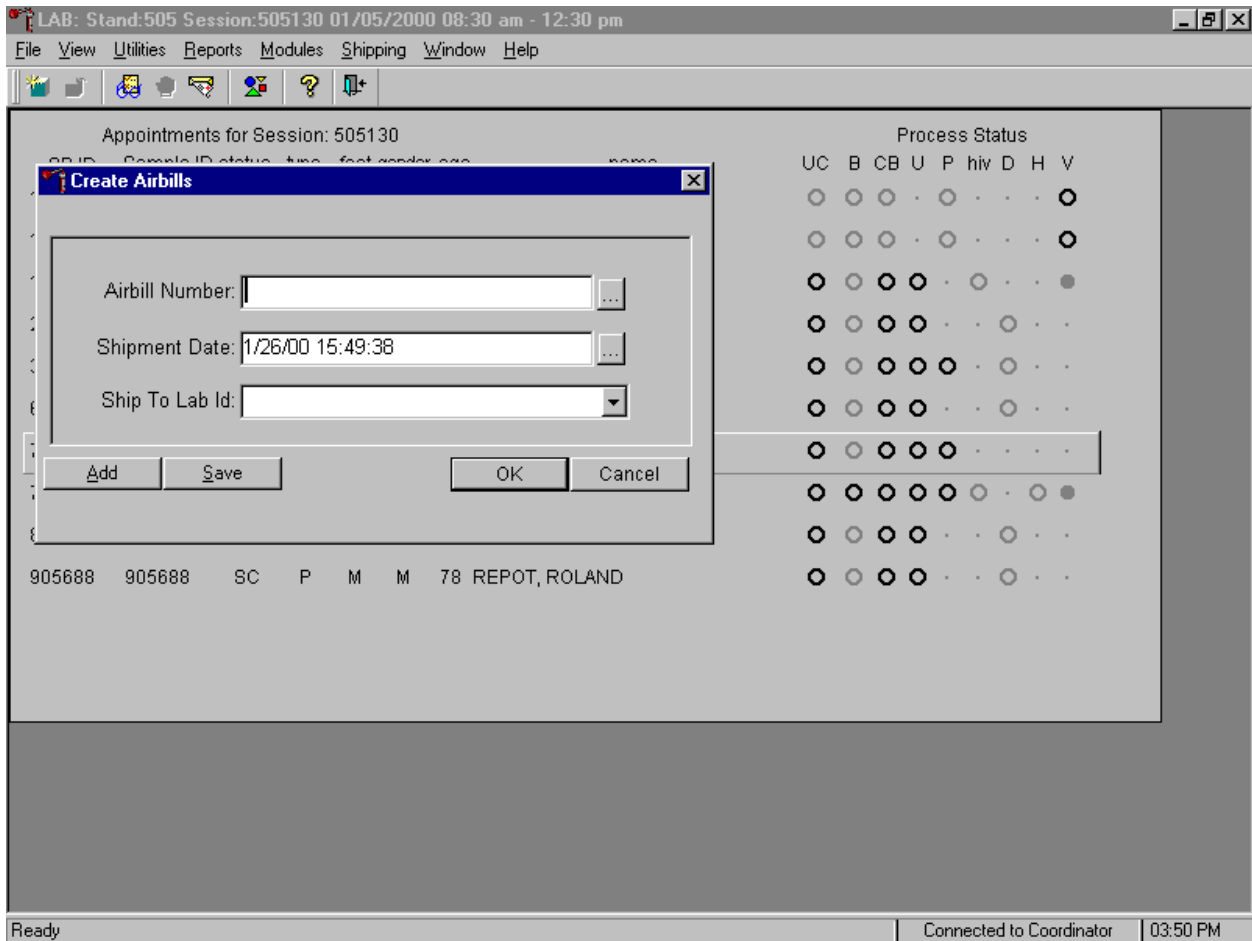 LAB: Stand:505 Session:505130 01/05/2000 08:30 am - 12:30 pm
File View Utilities Reports Modules Shipping Window Help
Appointments for Session: 505130
Process Status
UC B CB U P hiv D H V
Create Airbills
Airbill Number:
...
Shipment Date: 1/26/00 15:49:38
...
Ship To Lab Id:
Add Save OK Cancel
905688 905688 SC P M M 78 REPOT, ROLAND
Ready Connected to Coordinator 03:50 PM